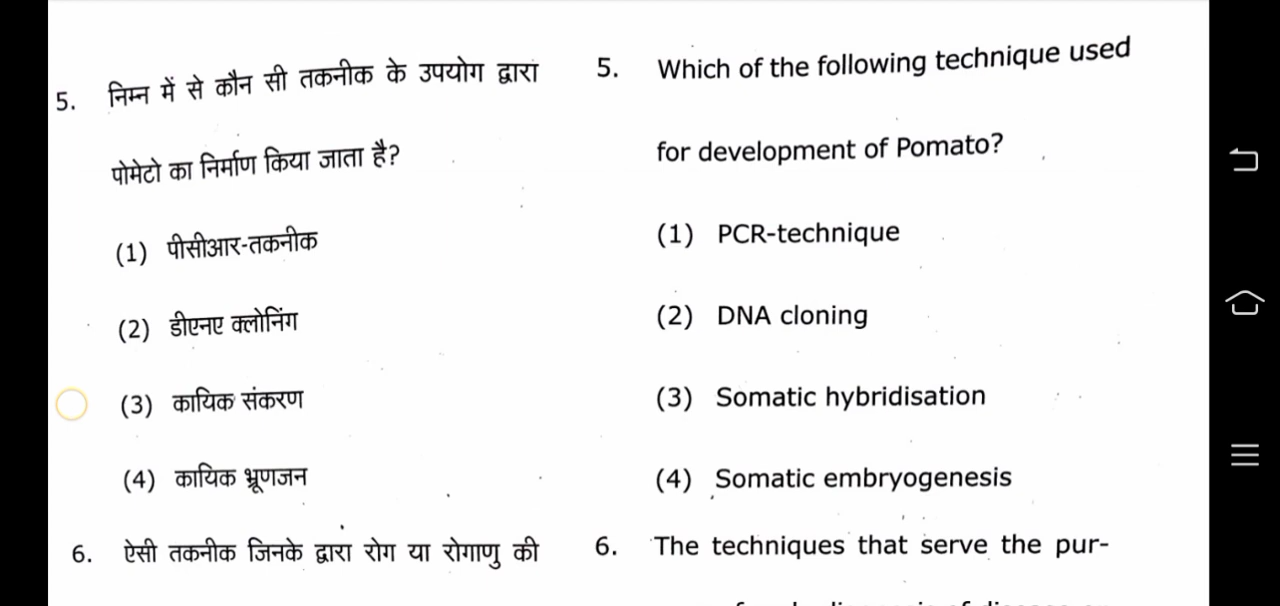 5. निम्न में से कौन सी तकनीक के उपयोग द्वारा
पोमेटो का निर्माण किया जाता है?
(1) पीसीआर-तकनीक
(2) डीएनए क्लोनिंग
(3) कायिक संकरण
(4) कायिक भ्रूणजन
6. ऐसी तकनीक जिनके द्वारा रोग या रोगाणु की
5. Which of the following technique used
for development of Pomato?
(1) PCR-technique
(2) DNA cloning
(3) Somatic hybridisation
(4) Somatic embryogenesis
6. The techniques that serve the pur-